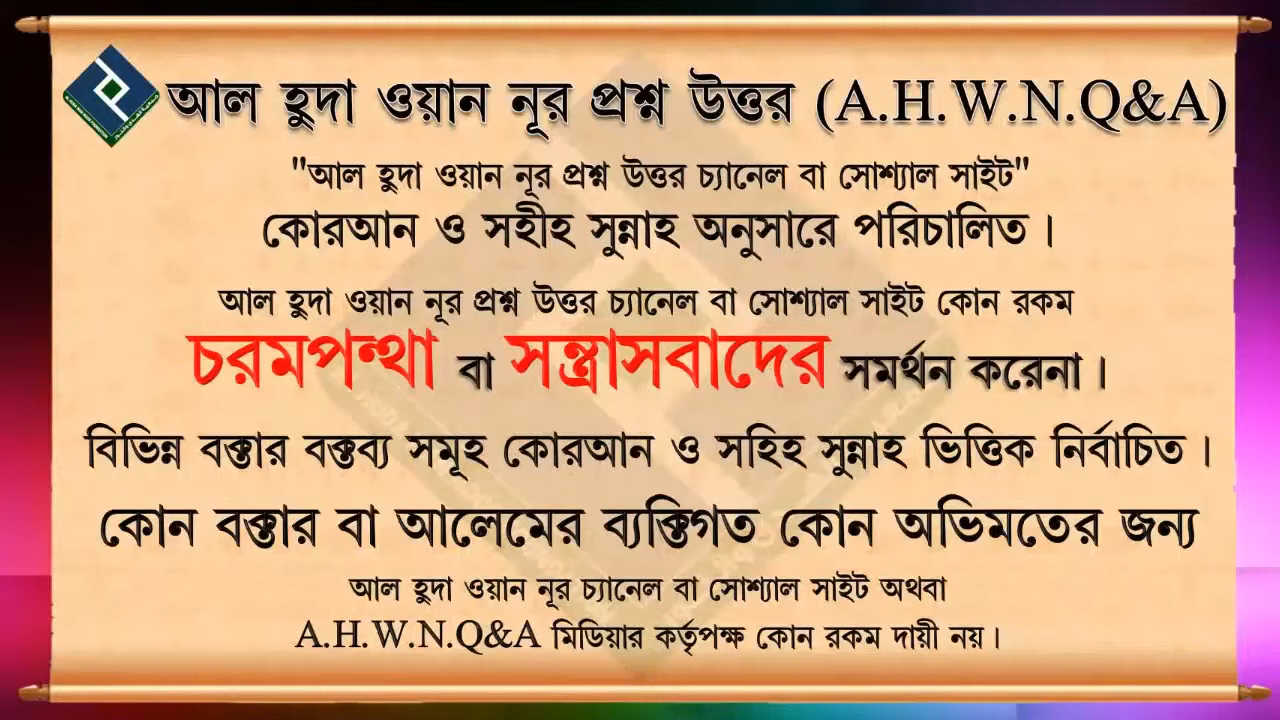 আল হুদা ওয়ান নূর প্রশ্ন উত্তর (A.H.W.N.Q&A)
"আল হুদা ওয়ান নূর প্রশ্ন উত্তর চ্যানেল বা সোশ্যাল সাইট"
কোরআন ও সহীহ সুন্নাহ অনুসারে পরিচালিত।
আল হুদা ওয়ান নূর প্রশ্ন উত্তর চ্যানেল বা সোশ্যাল সাইট কোন রকম
চরমপন্থা বা সন্ত্রাসবাদের সমর্থন করেনা।
বিভিন্ন বক্তার বক্তব্য সমূহ কোরআন ও সহিহ সুন্নাহ ভিত্তিক নির্বাচিত।
কোন বক্তার বা আলেমের ব্যক্তিগত কোন অভিমতের জন্য
আল হুদা ওয়ান নূর চ্যানেল বা সোশ্যাল সাইট অথবা
A.H.W.N.Q&A মিডিয়ার কর্তৃপক্ষ কোন রকম দায়ী নয়।